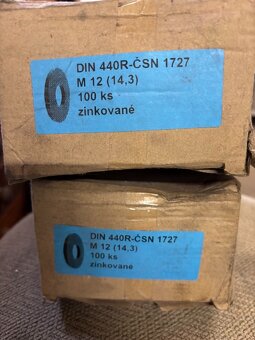 DIN 440R-ČSN 1727
M 12 (14,3)
100 ks
zinkované
DIN 440R-ČSN 1727
M 12 (14,3)
100 ks
zinkované